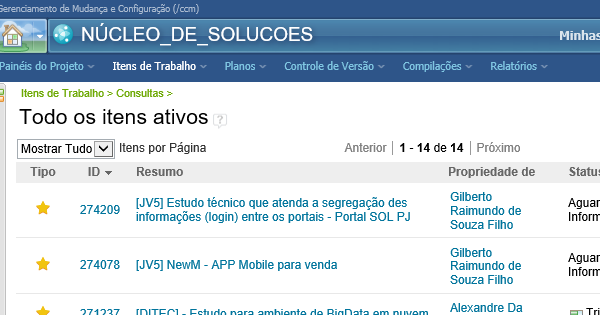 Gerenciamento de Mudança e Configuração (/ccm)
NÚCLEO_DE_SOLUCOES
Minhas
Painéis do Projeto Itens de Trabalho Planos Controle de Versão Compilações Relatórios
Itens de Trabalho > Consultas >
Todo os itens ativos ?
Mostrar Tudo Itens por Página Anterior | 1 - 14 de 14 | Próximo
Tipo ID Resumo Propriedade de Status
274209 [JV5] Estudo técnico que atenda a segregação des informações (login) entre os portais - Portal SOL PJ Gilberto Raimundo de Souza Filho Aguar Inform
274078 [JV5] NewM - APP Mobile para venda Gilberto Raimundo de Souza Filho Aguar Inform
271237 [DITEC] - Estudo para ambiente de BigData em nuvem Alexandre Da Tri